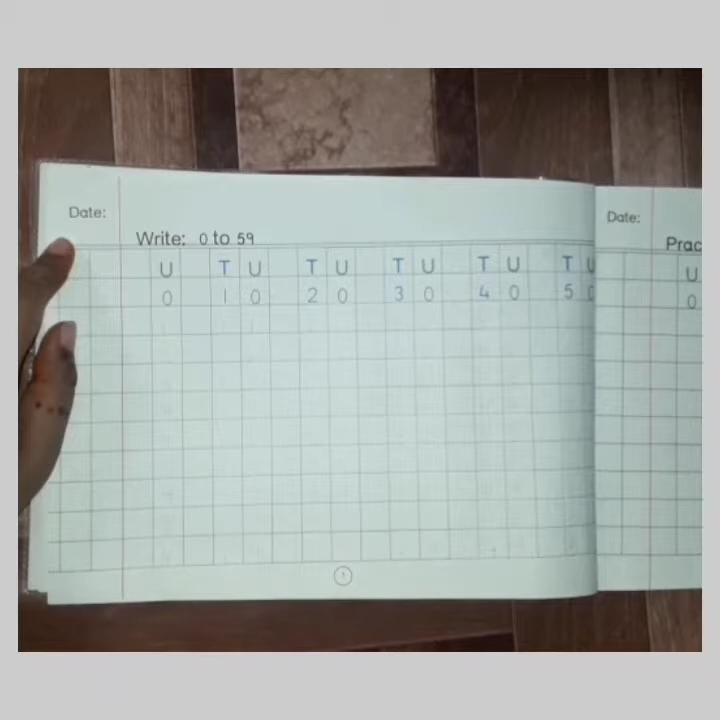 Date:
Write: 0 to 59
U T U T U T U T U T U
0 1 0 2 0 3 0 4 0 5 0
1
Date:
Prac
U
0